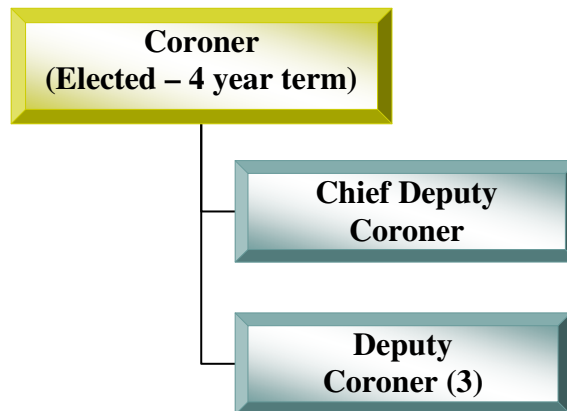 Coroner
(Elected – 4 year term)
Chief Deputy
Coroner
Deputy
Coroner (3)